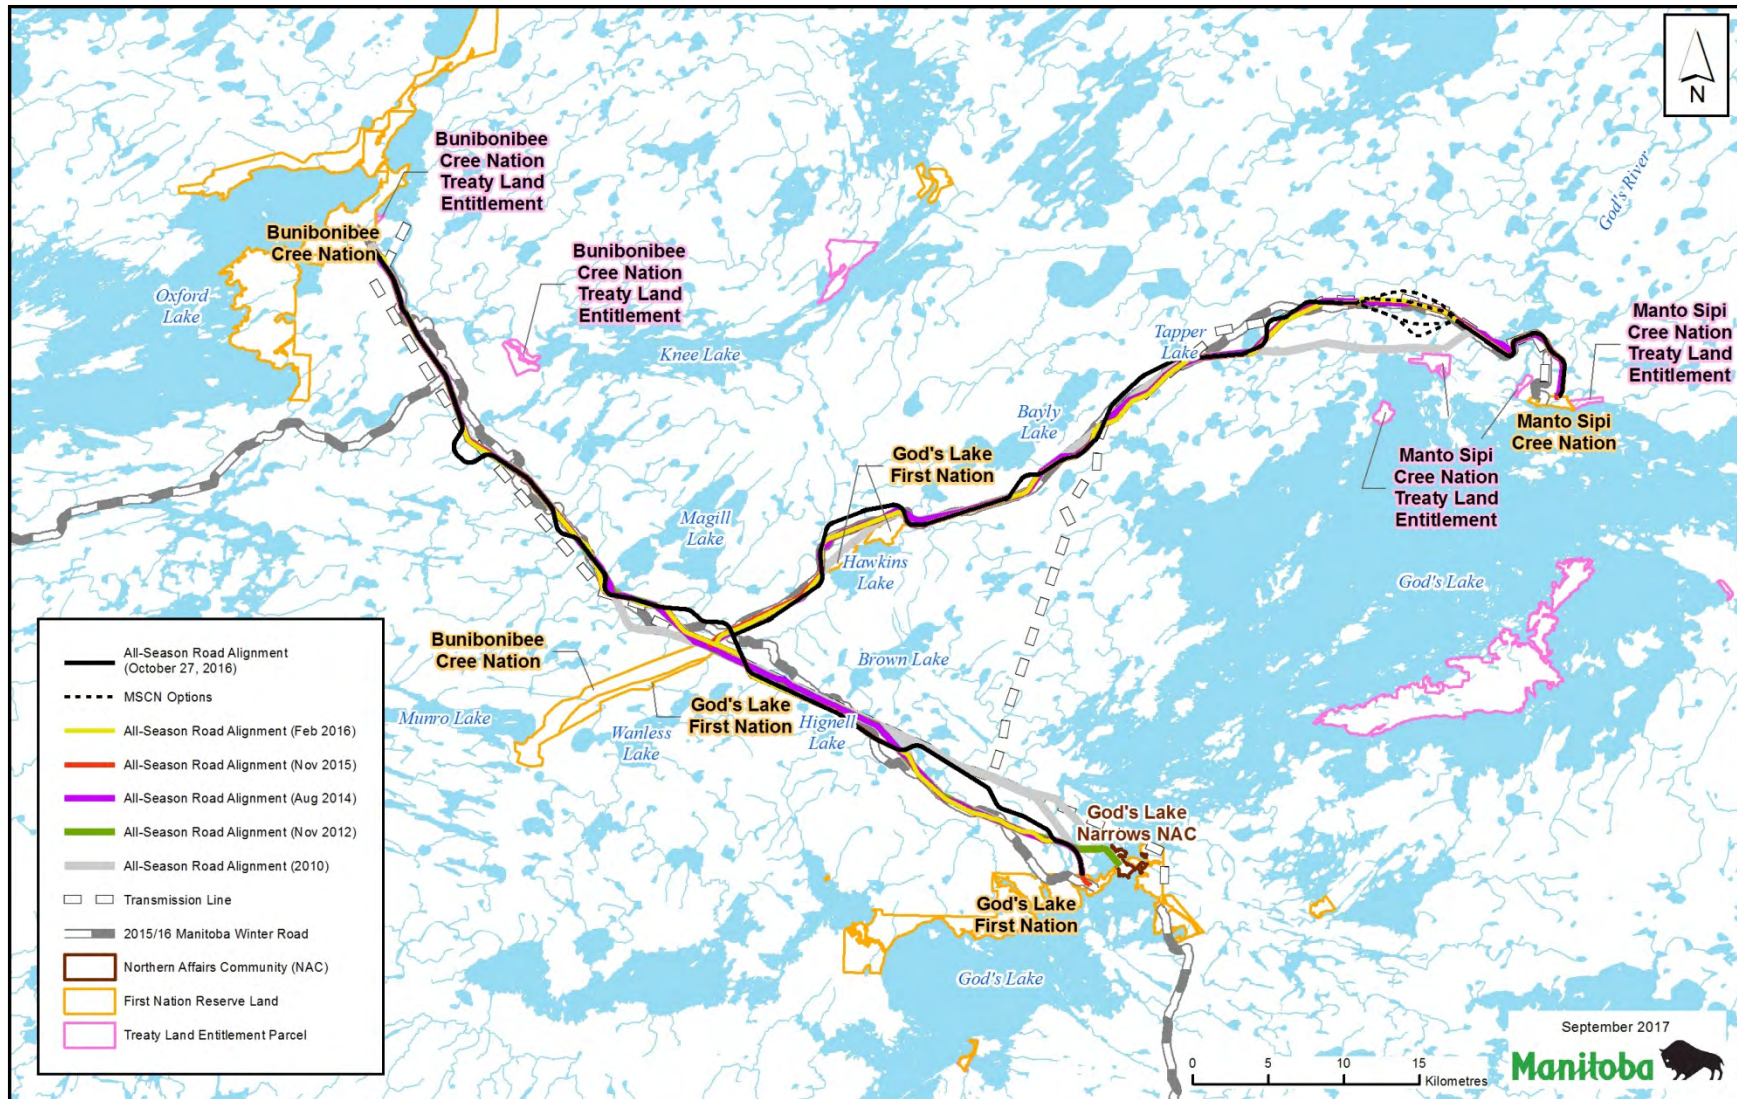 N
God's River
Bunibonibee
Cree Nation
Treaty Land
Entitlement
Bunibonibee
Cree Nation
Bunibonibee
Cree Nation
Treaty Land
Entitlement
Oxford
Lake
Knee Lake
Tapper
Lake
Manto Sipi
Cree Nation
Treaty Land
Entitlement
Bayly
Lake
Manto Sipi
Cree Nation
God's Lake
First Nation
Manto Sipi
Cree Nation
Treaty Land
Entitlement
Magill
Lake
Hawkins
Lake
God's Lake
Bunibonibee
Cree Nation
Brown Lake
God's Lake
First Nation
Munro Lake
Wanless
Lake
Hignell
Lake
God's Lake
Narrows NAC
God's Lake
First Nation
God's Lake
All-Season Road Alignment
(October 27, 2016)
MSCN Options
All-Season Road Alignment (Feb 2016)
All-Season Road Alignment (Nov 2015)
All-Season Road Alignment (Aug 2014)
All-Season Road Alignment (Nov 2012)
All-Season Road Alignment (2010)
Transmission Line
2015/16 Manitoba Winter Road
Northern Affairs Community (NAC)
First Nation Reserve Land
Treaty Land Entitlement Parcel
September 2017
0 5 10 15
Kilometres
Manitoba